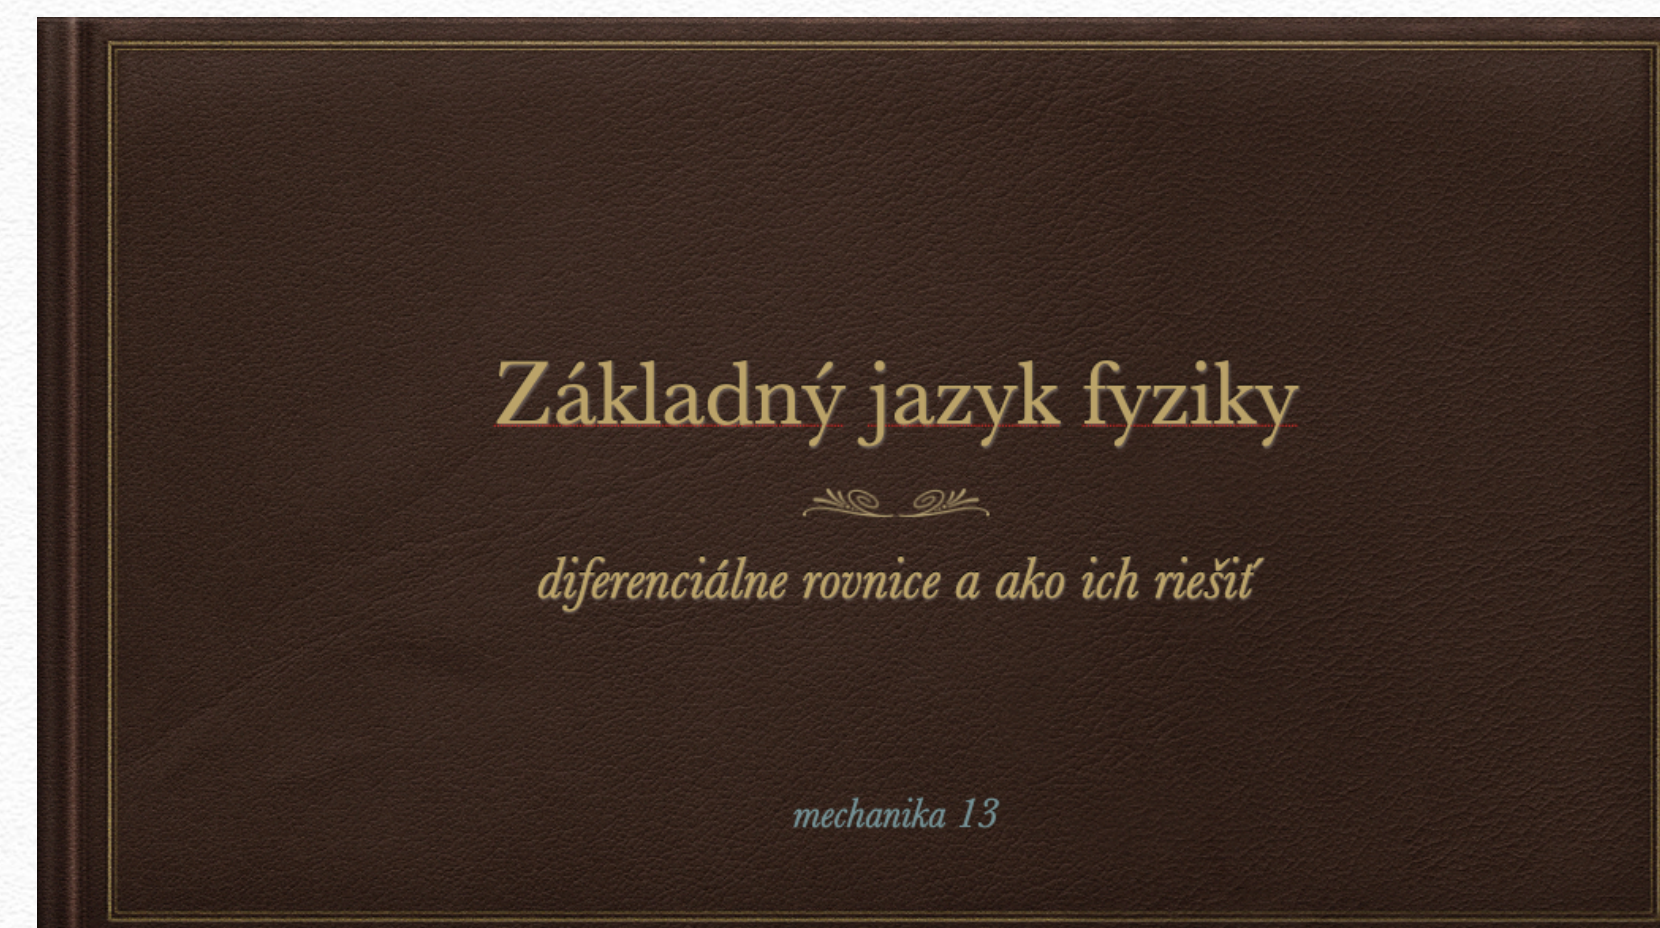 Základný jazyk fyziky
diferenciálne rovnice a ako ich riešiť
mechanika 13